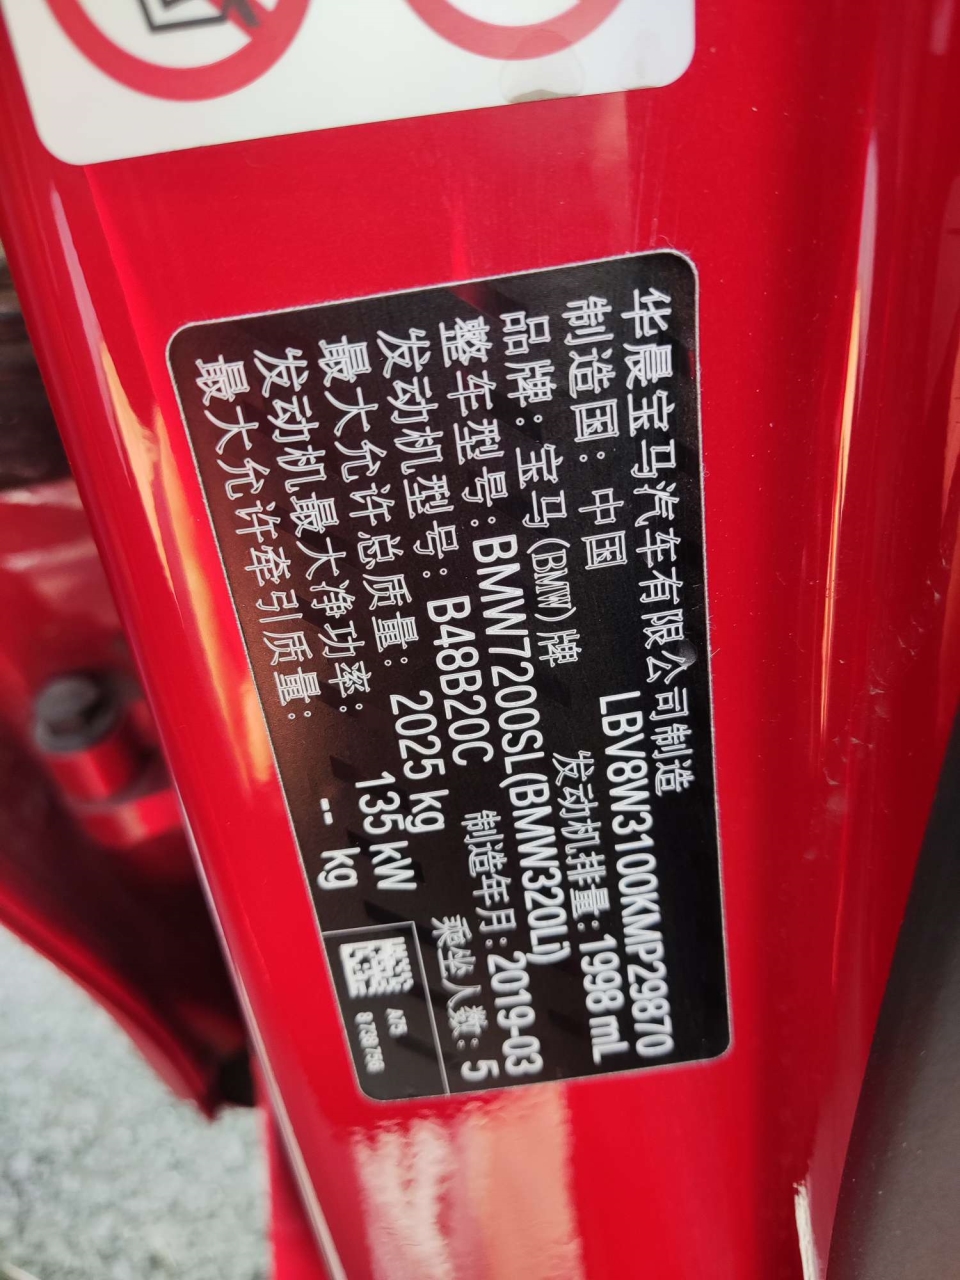 华晨宝马汽车有限公司制造
制造国：中国 LBV8W3100KMP29870
品牌：宝马(BMW)牌 发动机排量：1998 mL
整车型号：BMW7200SL(BMW320Li)
发动机型号：B48B20C 制造年月：2019-03
最大允许总质量：2025 kg 乘坐人数：5
发动机最大净功率：135 kW
最大允许牵引质量：-- kg
A75
8 738 736